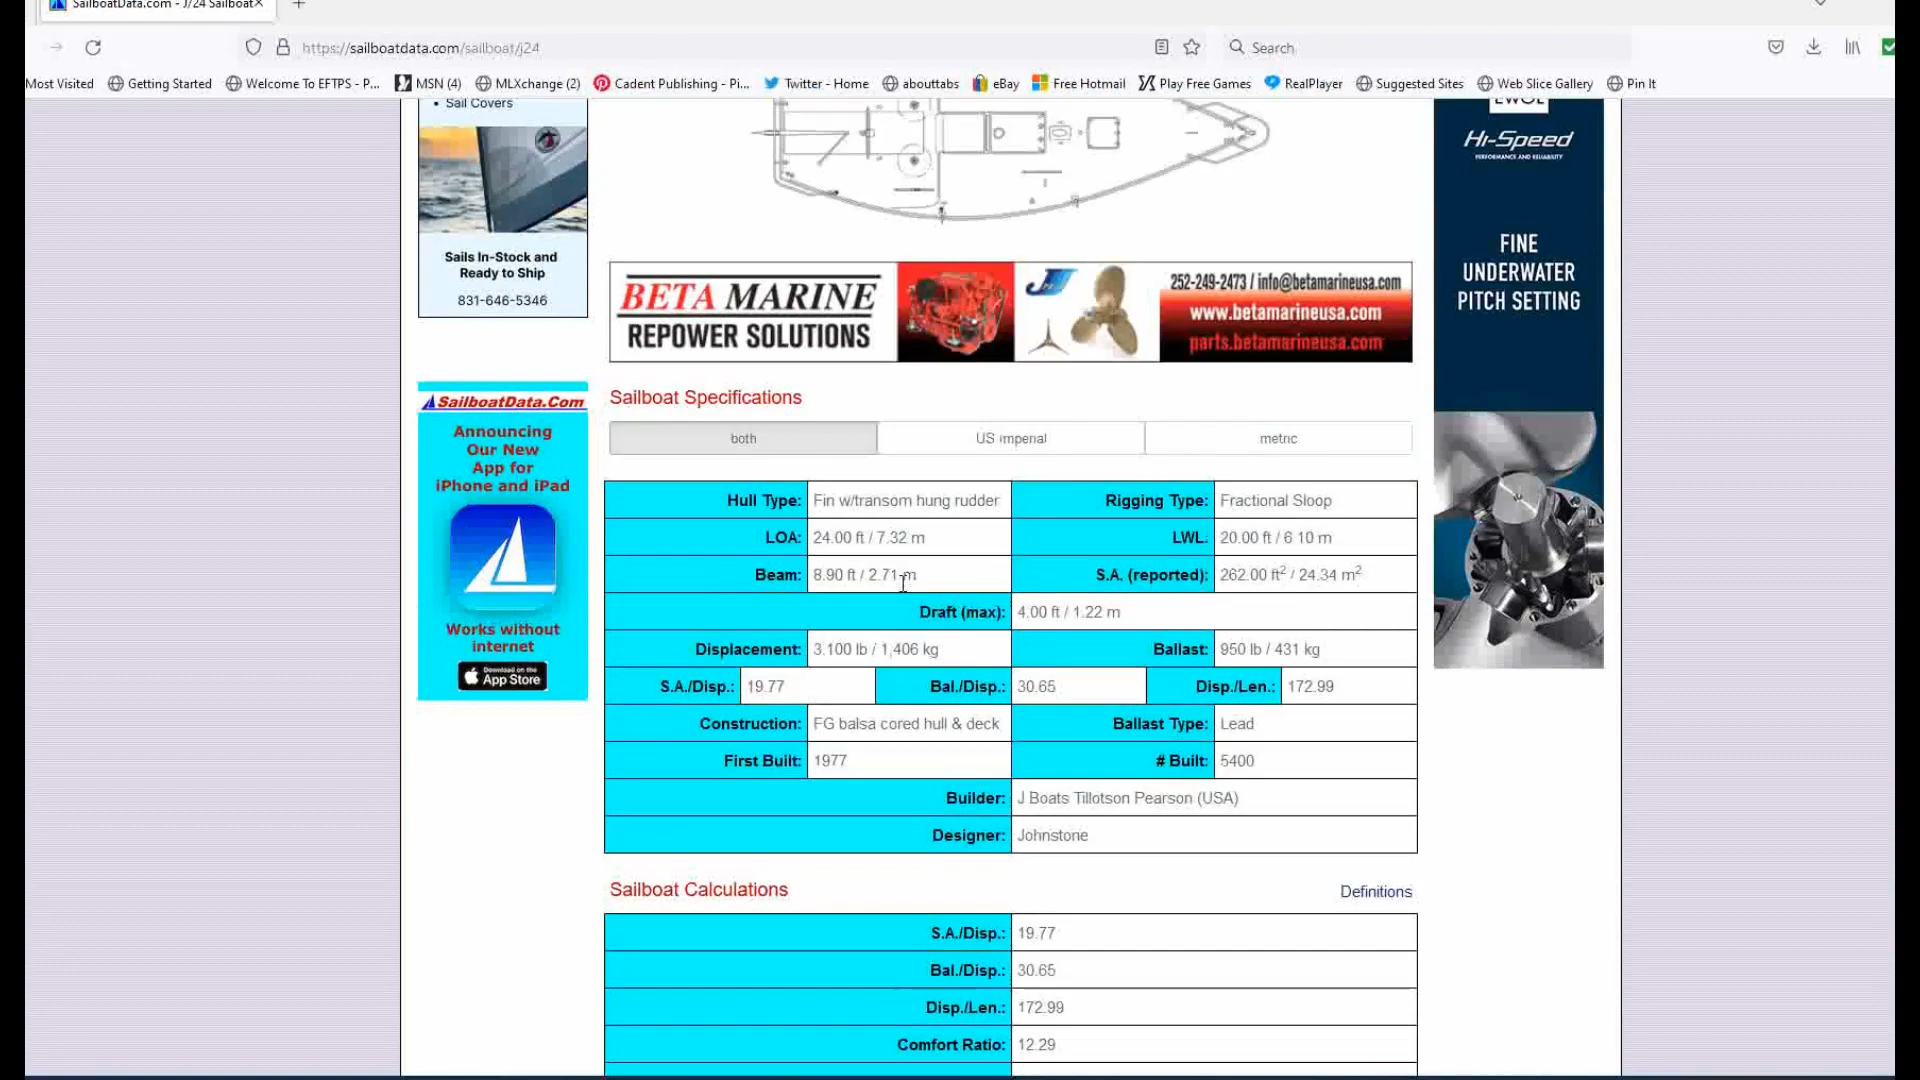 SailboatData.com - J/24 Sailboat
https://sailboatdata.com/sailboat/j24
Search
Most Visited
Getting Started
Welcome To EFTPS - P...
MSN (4)
MLXchange (2)
Cadent Publishing - Pi...
Twitter - Home
abouttabs
eBay
Free Hotmail
Play Free Games
RealPlayer
Suggested Sites
Web Slice Gallery
Pin It
Sail Covers
Sails In-Stock and
Ready to Ship
831-646-5346
BETA MARINE
REPOWER SOLUTIONS
252-249-2473 / info@betamarineusa.com
www.betamarineusa.com
parts.betamarineusa.com
Hi-Speed
PERFORMANCE AND RELIABILITY
FINE
UNDERWATER
PITCH SETTING
SailboatData.Com
Announcing
Our New
App for
iPhone and iPad
Works without
internet
Download on the
App Store
Sailboat Specifications
both
US imperial
metric
Hull Type: Fin w/transom hung rudder Rigging Type: Fractional Sloop
LOA: 24.00 ft / 7.32 m LWL: 20.00 ft / 6.10 m
Beam: 8.90 ft / 2.71 m S.A. (reported): 262.00 ft² / 24.34 m²
Draft (max): 4.00 ft / 1.22 m
Displacement: 3.100 lb / 1,406 kg Ballast: 950 lb / 431 kg
S.A./Disp.: 19.77 Bal./Disp.: 30.65 Disp./Len.: 172.99
Construction: FG balsa cored hull & deck Ballast Type: Lead
First Built: 1977 # Built: 5400
Builder: J Boats Tillotson Pearson (USA)
Designer: Johnstone
Sailboat Calculations
Definitions
S.A./Disp.: 19.77
Bal./Disp.: 30.65
Disp./Len.: 172.99
Comfort Ratio: 12.29